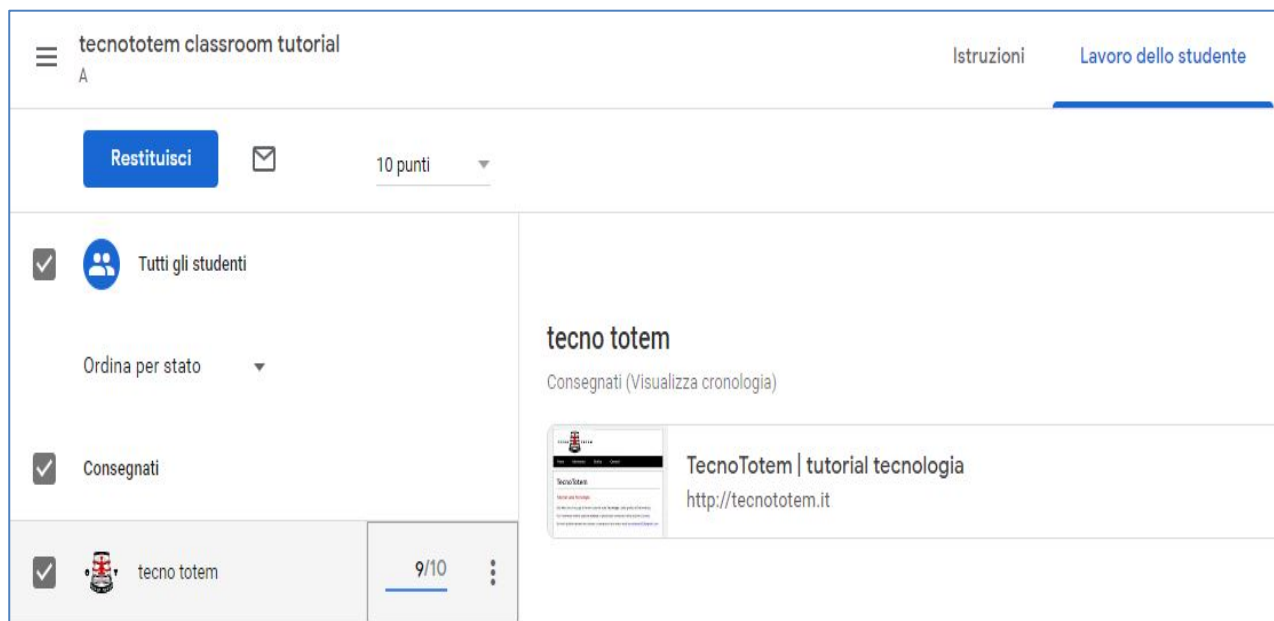 tecnototem classroom tutorial
A
Istruzioni
Lavoro dello studente
Restituisci
10 punti
Tutti gli studenti
Ordina per stato
Consegnati
tecno totem
9/10
tecno totem
Consegnati (Visualizza cronologia)
TecnoTotem
TecnoTotem | tutorial tecnologia
http://tecnototem.it